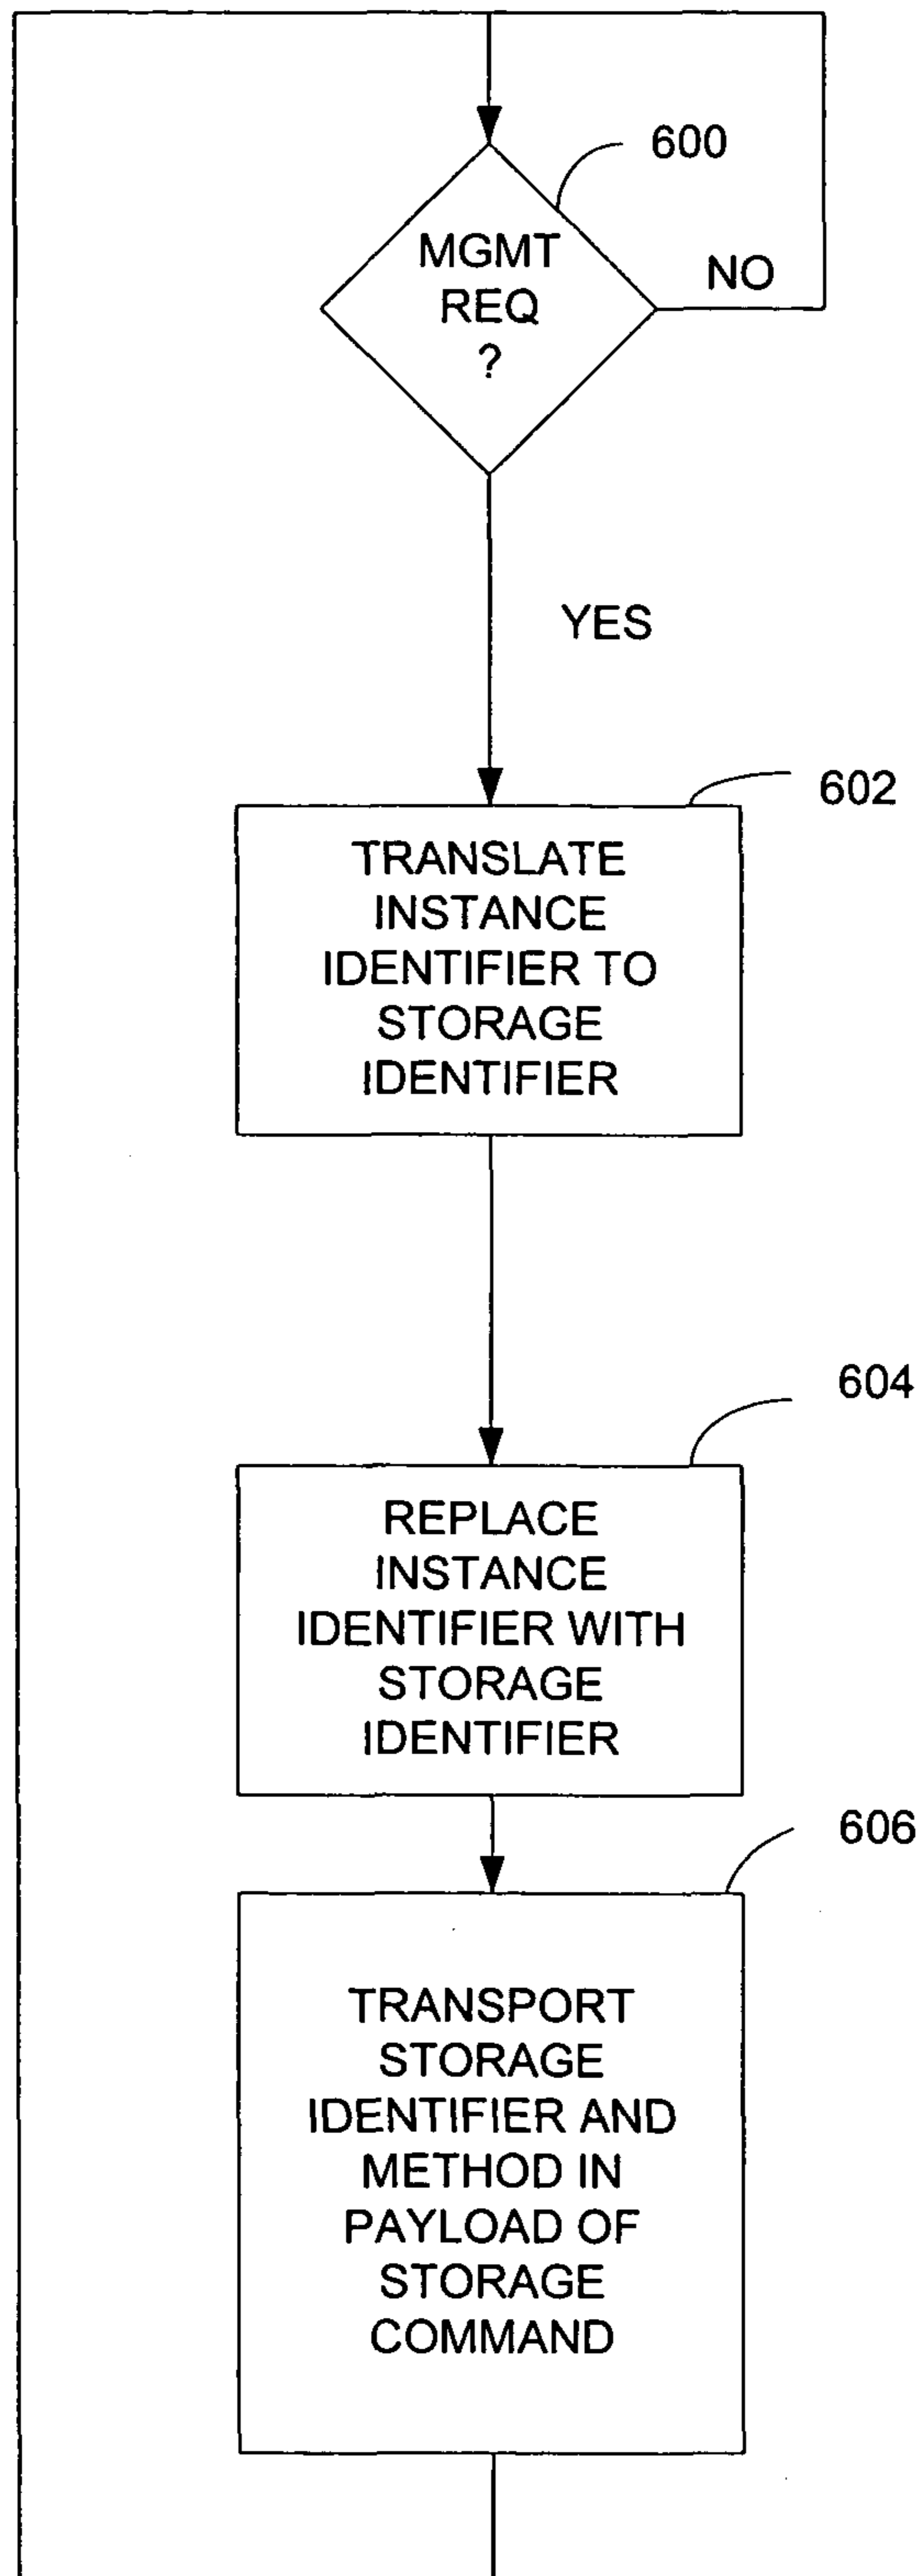 600
MGMT
REQ
?
NO
YES
602
TRANSLATE
INSTANCE
IDENTIFIER TO
STORAGE
IDENTIFIER
604
REPLACE
INSTANCE
IDENTIFIER WITH
STORAGE
IDENTIFIER
606
TRANSPORT
STORAGE
IDENTIFIER AND
METHOD IN
PAYLOAD OF
STORAGE
COMMAND